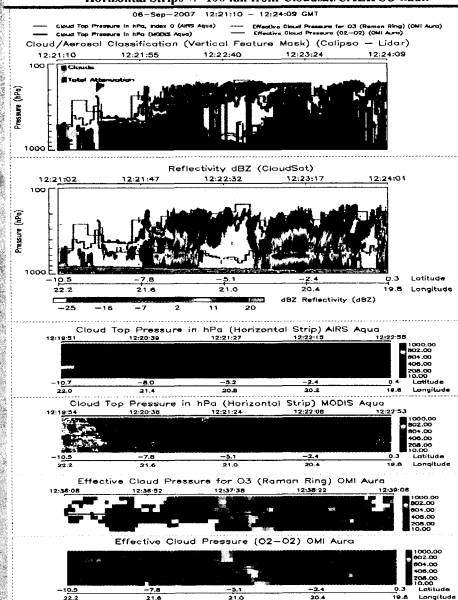 06-Sep-2007 12:21:10 - 12:24:09 GMT
Cloud Top Pressure in hPa, Index 0 (AIRS Aqua) Effective Cloud Pressure for O3 (Raman Ring) (OMI Aura)
Cloud Top Pressure in hPa (MODIS Aqua) Effective Cloud Pressure (O2-O2) (OMI Aura)
Cloud/Aerosol Classification (Vertical Feature Mask) (Calipso - Lidar)
12:21:10 12:21:55 12:22:40 12:23:24 12:24:09
100
Clouds
Total Attenuation
Pressure (hPa)
1000
Reflectivity dBZ (CloudSat)
12:21:02 12:21:47 12:22:32 12:23:17 12:24:01
100
Pressure (hPa)
1000
-10.5 -7.8 -5.1 -2.4 0.3 Latitude
22.2 21.6 21.0 20.4 19.8 Longitude
dBZ Reflectivity (dBZ)
-25 -16 -7 2 11 20
Cloud Top Pressure in hPa (Horizontal Strip) AIRS Aqua
12:19:51 12:20:39 12:21:27 12:22:15 12:22:58
1000.00
802.00
604.00
406.00
208.00
10.00
-10.7 -8.0 -5.2 -2.4 0.4 Latitude
22.0 21.4 20.8 20.2 19.6 Longitude
Cloud Top Pressure in hPa (Horizontal Strip) MODIS Aqua
12:19:54 12:20:38 12:21:24 12:22:08 12:22:53
1000.00
802.00
604.00
406.00
208.00
10.00
-10.5 -7.8 -5.1 -2.4 0.3 Latitude
22.2 21.6 21.0 20.4 19.8 Longitude
Effective Cloud Pressure for O3 (Raman Ring) OMI Aura
12:36:08 12:36:52 12:37:38 12:38:22 12:39:08
1000.00
802.00
604.00
406.00
208.00
10.00
Effective Cloud Pressure (O2-O2) OMI Aura
1000.00
802.00
604.00
406.00
208.00
10.00
-10.5 -7.8 -5.1 -2.4 0.3 Latitude
22.2 21.6 21.0 20.4 19.8 Longitude